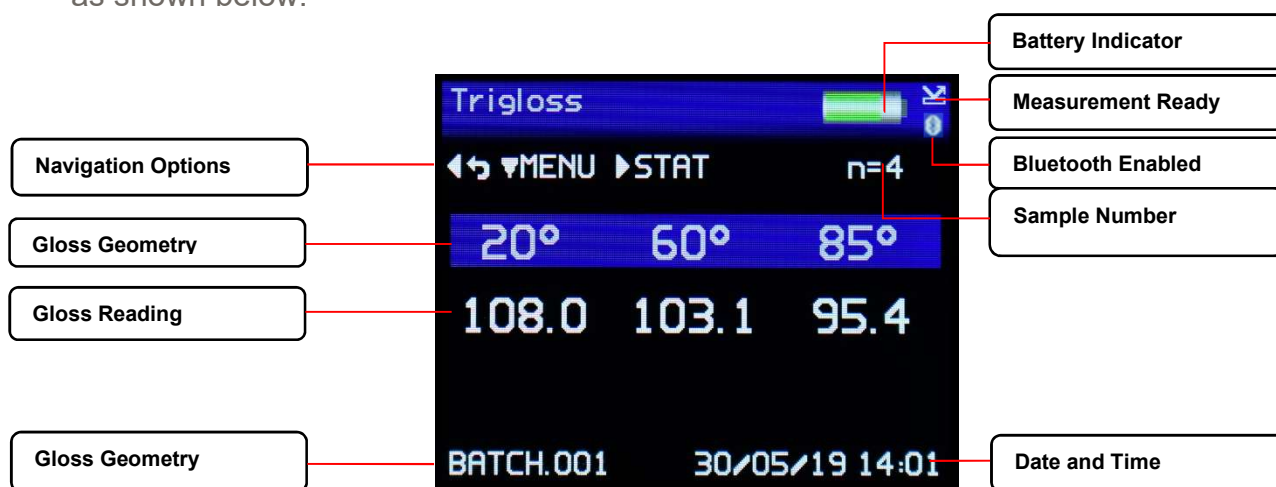 as shown below.
Battery Indicator
Trigloss
Measurement Ready
Navigation Options
MENU STAT n=4
Bluetooth Enabled
Sample Number
Gloss Geometry
20° 60° 85°
Gloss Reading
108.0 103.1 95.4
Gloss Geometry
BATCH.001 30/05/19 14:01
Date and Time